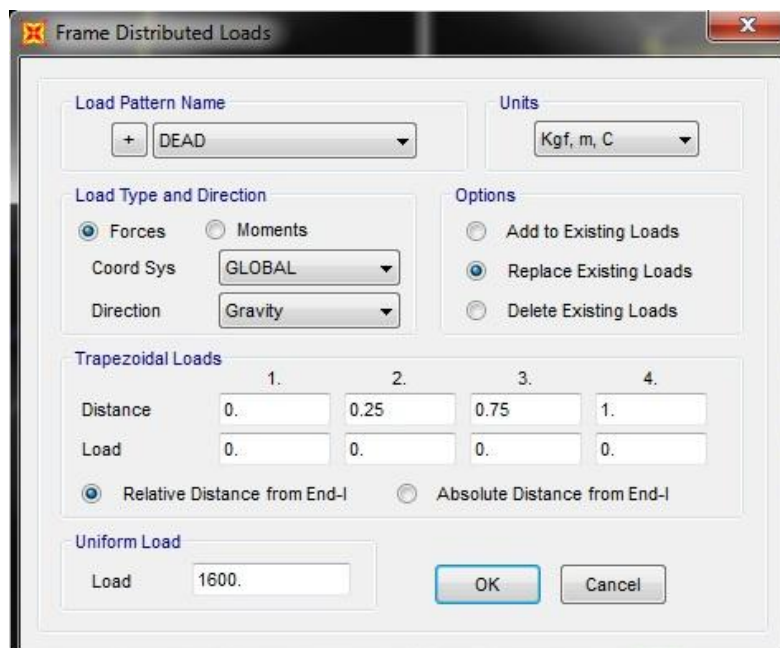 Frame Distributed Loads
x
Load Pattern Name
+ DEAD
Units
Kgf, m, C
Load Type and Direction
Forces Moments
Coord Sys GLOBAL
Direction Gravity
Options
Add to Existing Loads
Replace Existing Loads
Delete Existing Loads
Trapezoidal Loads
1. 2. 3. 4.
Distance 0. 0.25 0.75 1.
Load 0. 0. 0. 0.
Relative Distance from End-I Absolute Distance from End-I
Uniform Load
Load 1600.
OK Cancel